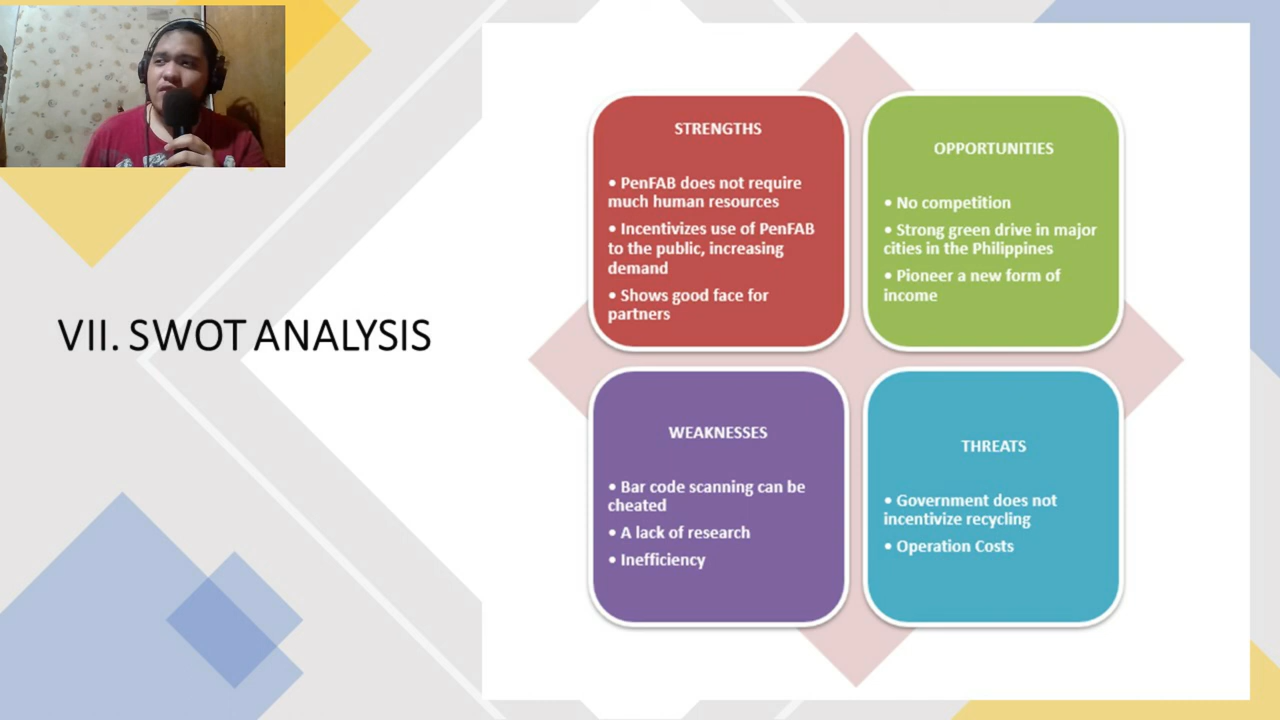 VII. SWOT ANALYSIS
STRENGTHS
• PenFAB does not require
much human resources
• Incentivizes use of PenFAB
to the public, increasing
demand
• Shows good face for
partners
OPPORTUNITIES
• No competition
• Strong green drive in major
cities in the Philippines
• Pioneer a new form of
income
WEAKNESSES
• Bar code scanning can be
cheated
• A lack of research
• Inefficiency
THREATS
• Government does not
incentivize recycling
• Operation Costs